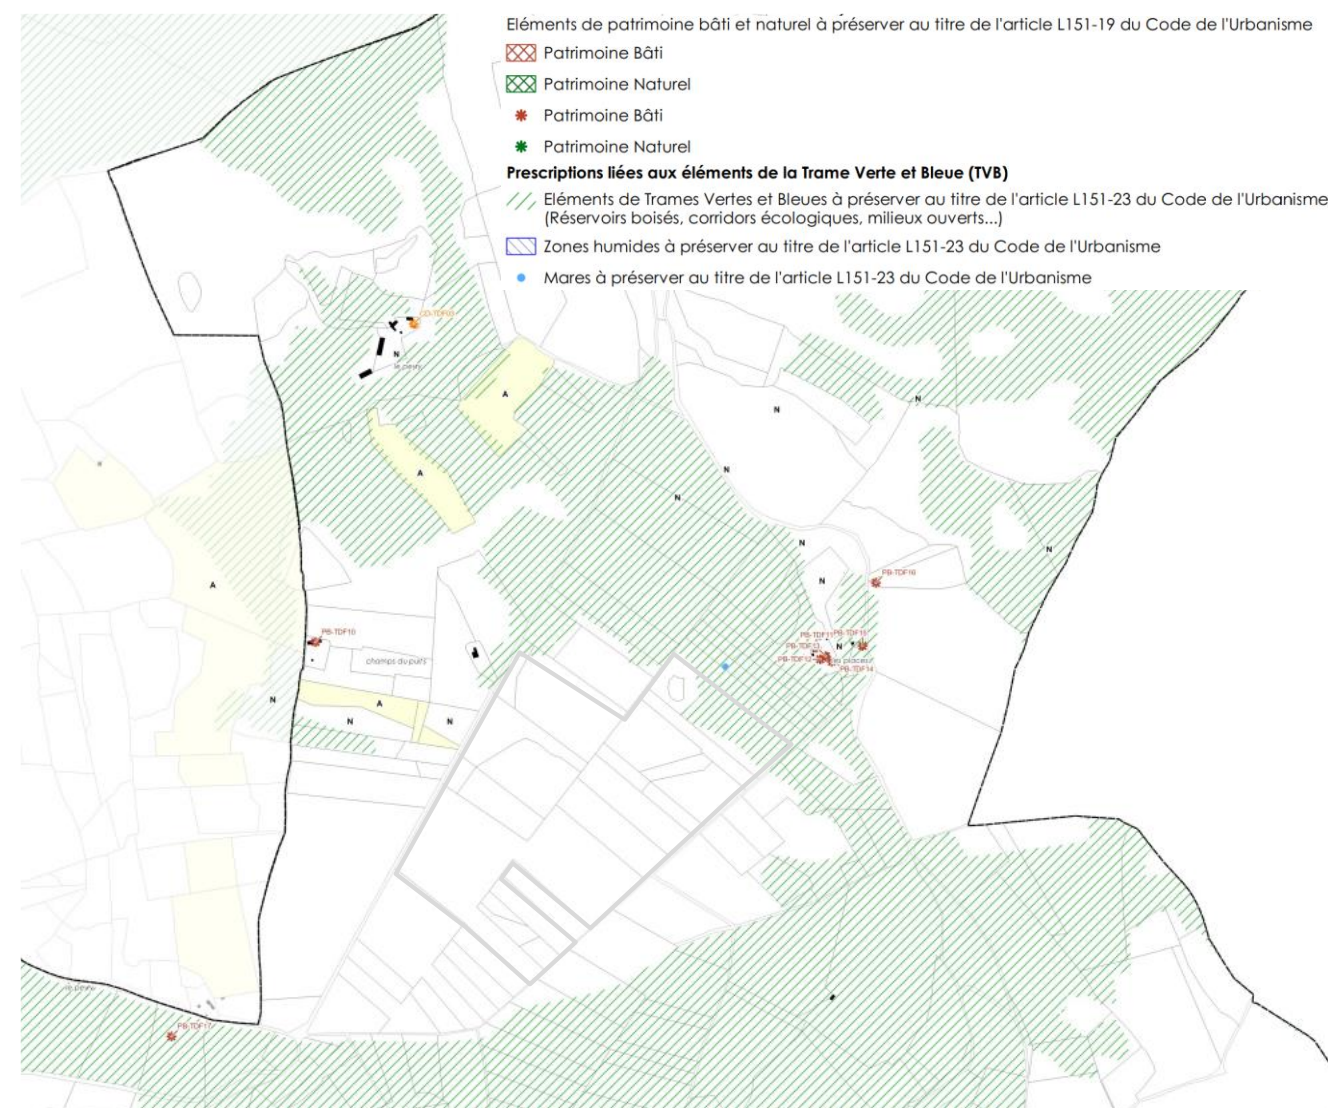 Eléments de patrimoine bâti et naturel à préserver au titre de l'article L151-19 du Code de l'Urbanisme
Patrimoine Bâti
Patrimoine Naturel
Patrimoine Bâti
Patrimoine Naturel
Prescriptions liées aux éléments de la Trame Verte et Bleue (TVB)
Eléments de Trames Vertes et Bleues à préserver au titre de l'article L151-23 du Code de l'Urbanisme
(Réservoirs boisés, corridors écologiques, milieux ouverts...)
Zones humides à préserver au titre de l'article L151-23 du Code de l'Urbanisme
Mares à préserver au titre de l'article L151-23 du Code de l'Urbanisme
N
A
N
N
A
N
N
N
N
N
A
PB-TDF16
PB-TDF10
PB-TDF11
PB-TDF15
N
champs du puits
PB-TDF14
N
A
N
N
PB-TDF17